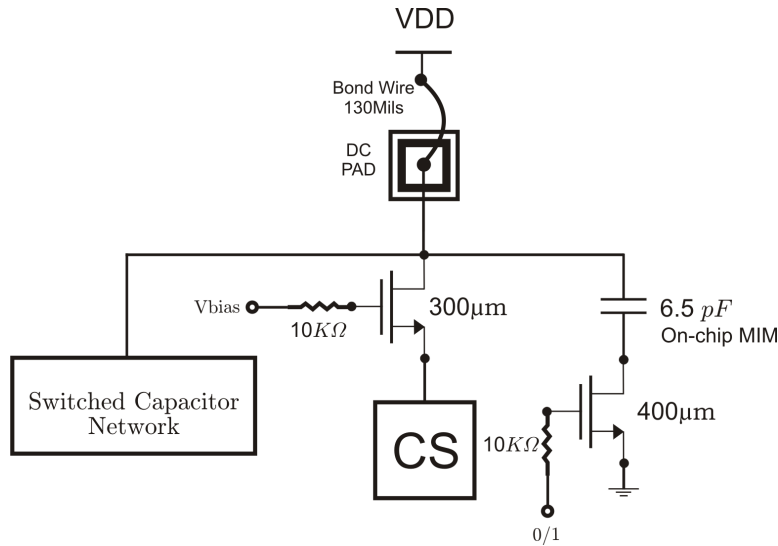 VDD
Bond Wire
130Mils
DC
PAD
Vbias
10KΩ
300μm
6.5 pF
On-chip MIM
Switched Capacitor
Network
CS
10KΩ
400μm
0/1